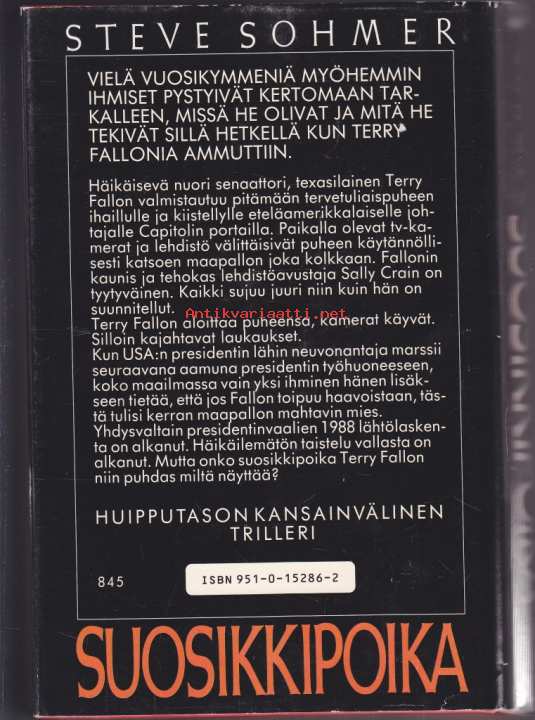 STEVE SOHMER
VIELÄ VUOSIKYMMENIÄ MYÖHEMMIN
IHMISET PYSTYIVÄT KERTOMAAN TAR-
KALLEEN, MISSÄ HE OLIVAT JA MITÄ HE
TEKIVÄT SILLÄ HETKELLÄ KUN TERRY
FALLONIA AMMUTTIIN.
Häikäisevä nuori senaattori, texasilainen Terry
Fallon valmistautuu pitämään tervetuliaispuheen
ihaillulle ja kiistellylle eteläamerikkalaiselle joh-
tajalle Capitolin portailla. Paikalla olevat tv-ka-
merat ja lehdistö välittöisivät puheen käytännölli-
sesti katsoen maapallon joka kolkkaan. Fallonin
kaunis ja tehokas lehdistöavustaja Sally Crain on
tyytyväinen. Kaikki sujuu juuri niin kuin hän on
suunnitellut.
Antikvariaatti.net
Terry Fallon aloittaa puheensa, kamerat käyvät.
Silloin kajahtavat laukaukset.
Kun USA:n presidentin lähin neuvonantaja marssii
seuraavana aamuna presidentin työhuoneeseen,
koko maailmassa vain yksi ihminen hänen lisäk-
seen tietää, että jos Fallon toipuu haavoistaan, täs-
tä tulisi kerran maapallon mahtavin mies.
Yhdysvaltain presidentinvaalien 1988 lähtölasken-
ta on alkanut. Häikäilemätön taistelu vallasta on
alkanut. Mutta onko suosikkipoika Terry Fallon
niin puhdas miltä näyttää?
HUIPPUTASON KANSAINVÄLINEN
TRILLERI
845
ISBN 951-0-15286-2
SUOSIKKIPOIKA